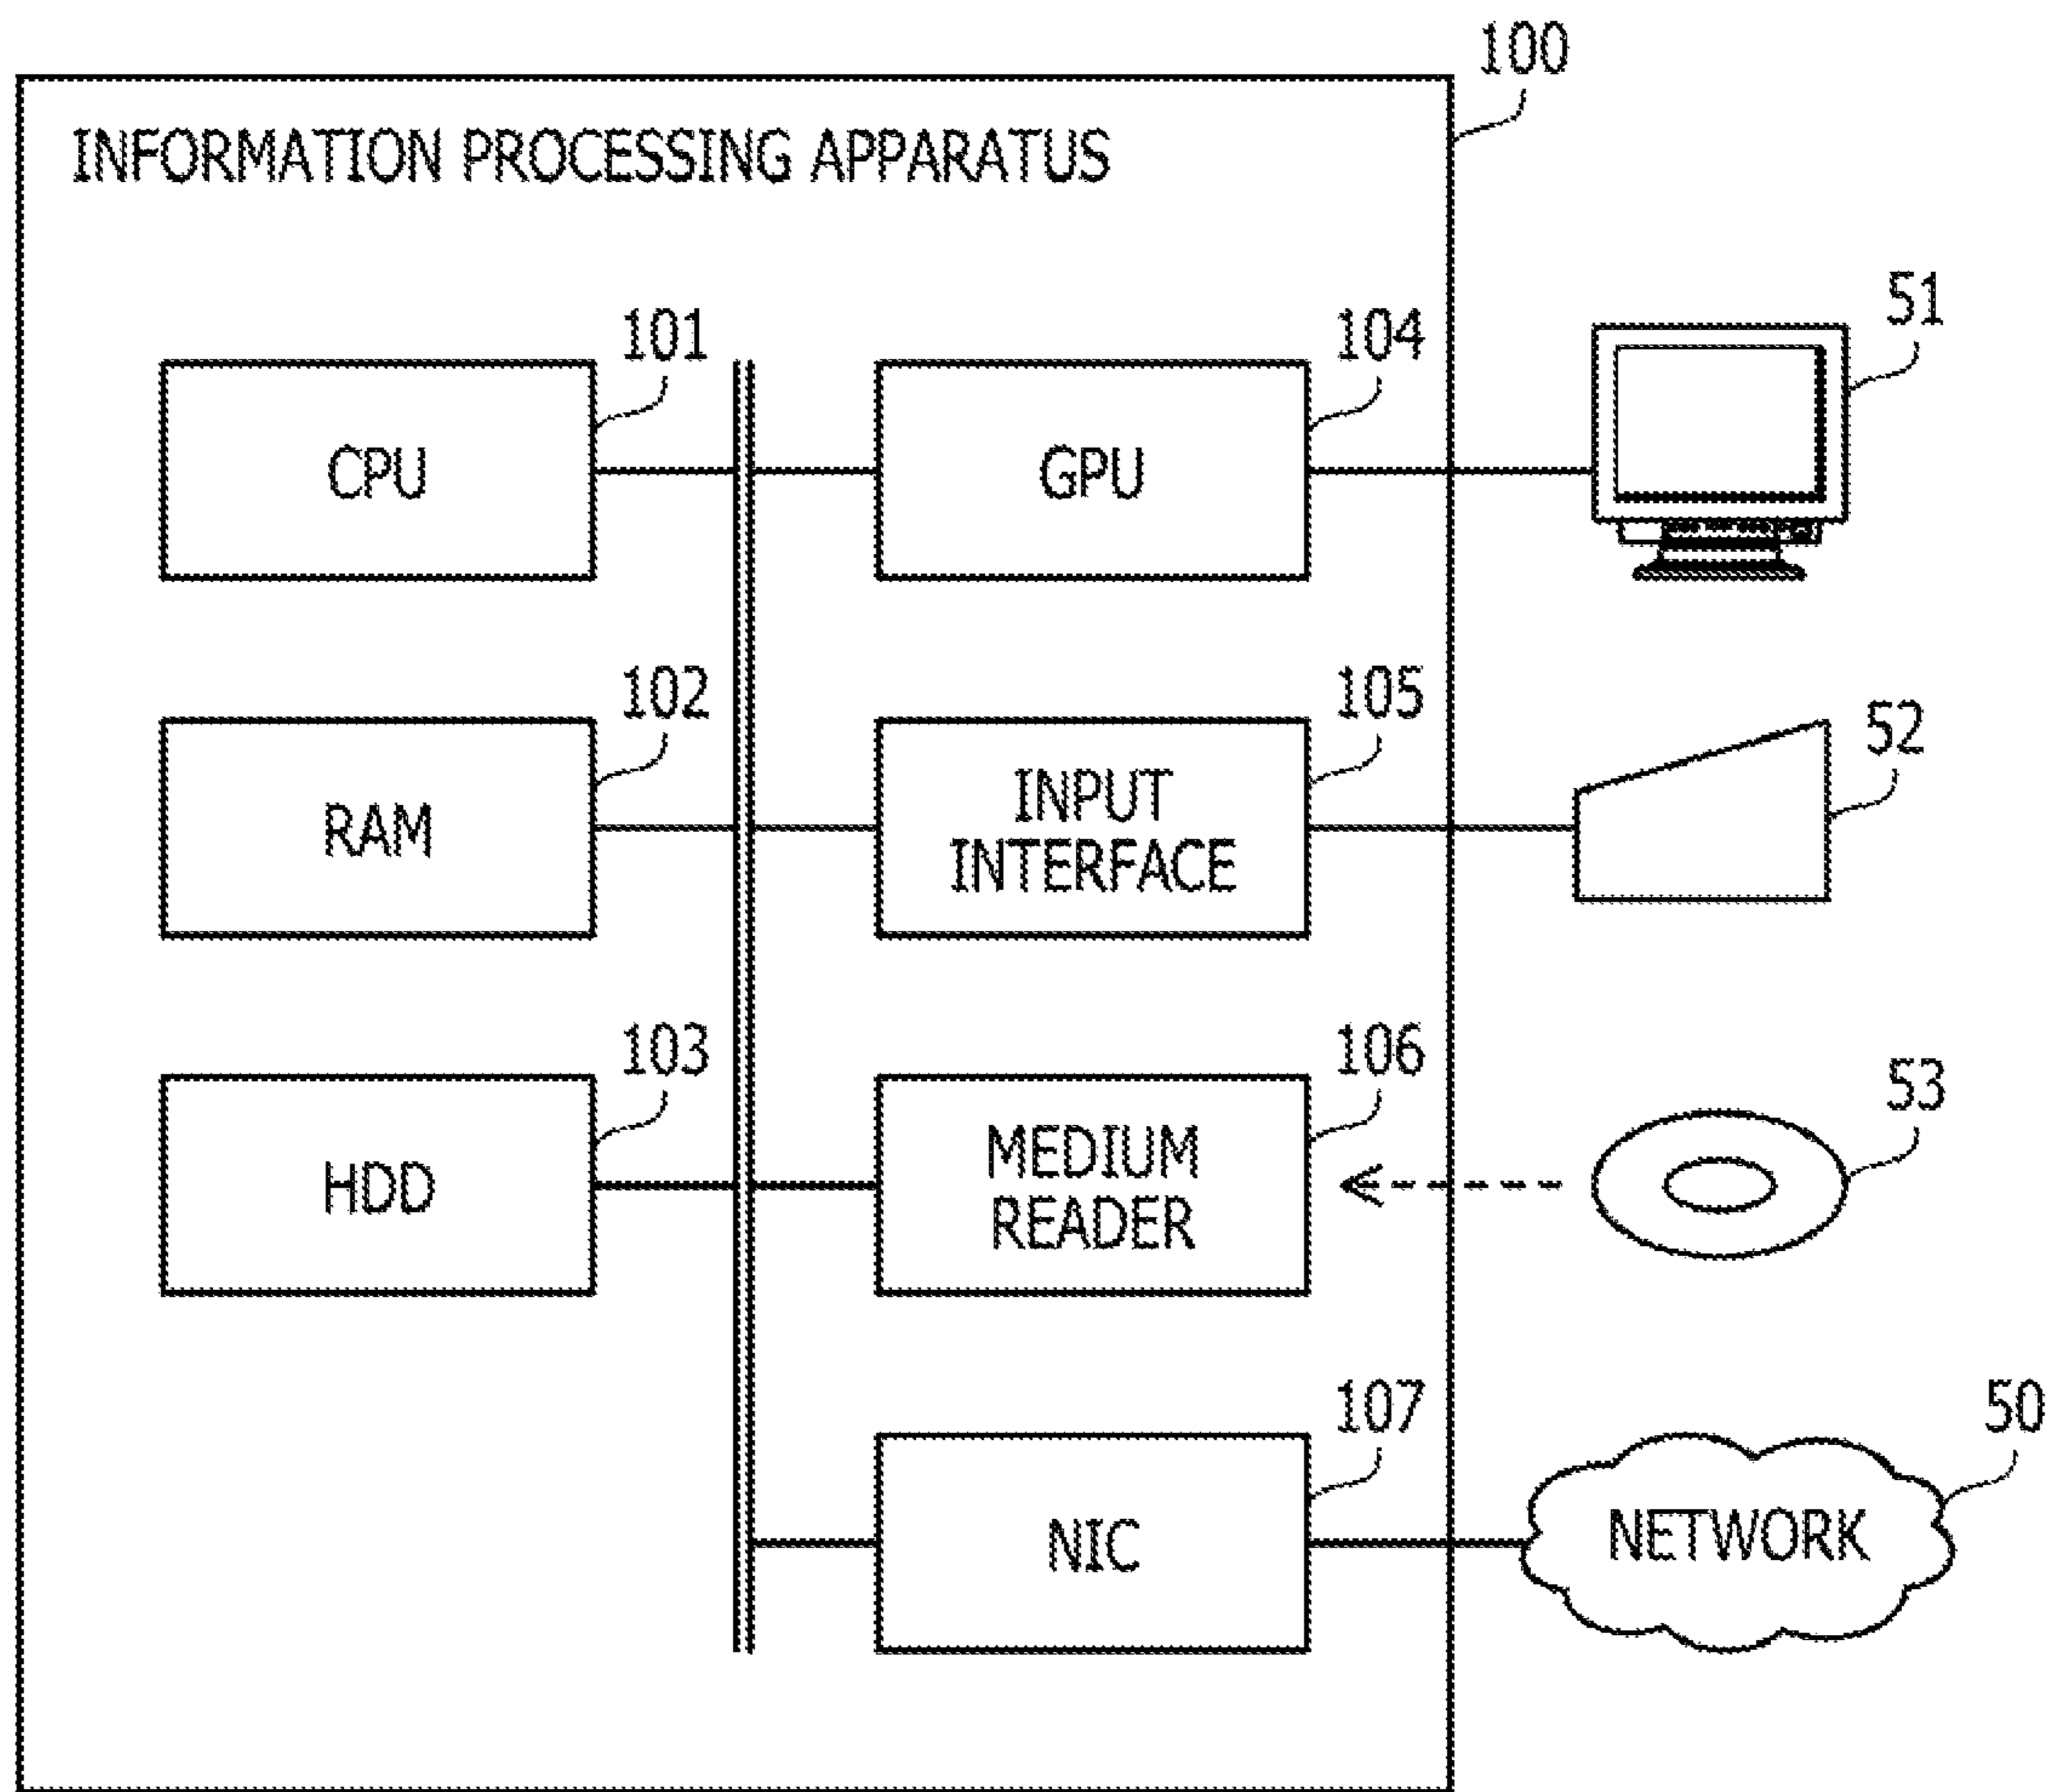 100
INFORMATION PROCESSING APPARATUS
101
CPU
104
GPU
51
102
RAM
105
INPUT
INTERFACE
52
103
HDD
106
MEDIUM
READER
53
107
NIC
50
NETWORK